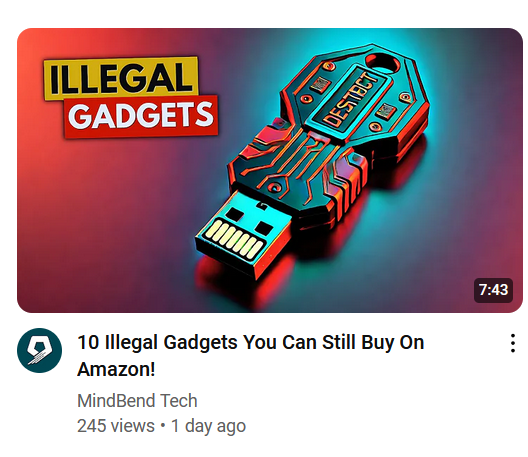 ILLEGAL
GADGETS
7:43
10 Illegal Gadgets You Can Still Buy On
Amazon!
MindBend Tech
245 views • 1 day ago